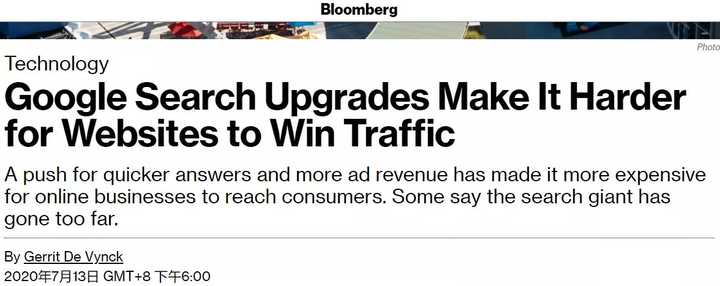 Bloomberg
Photo
Technology
Google Search Upgrades Make It Harder
for Websites to Win Traffic
A push for quicker answers and more ad revenue has made it more expensive
for online businesses to reach consumers. Some say the search giant has
gone too far.
By Gerrit De Vynck
2020年7月13日 GMT+8 下午6:00